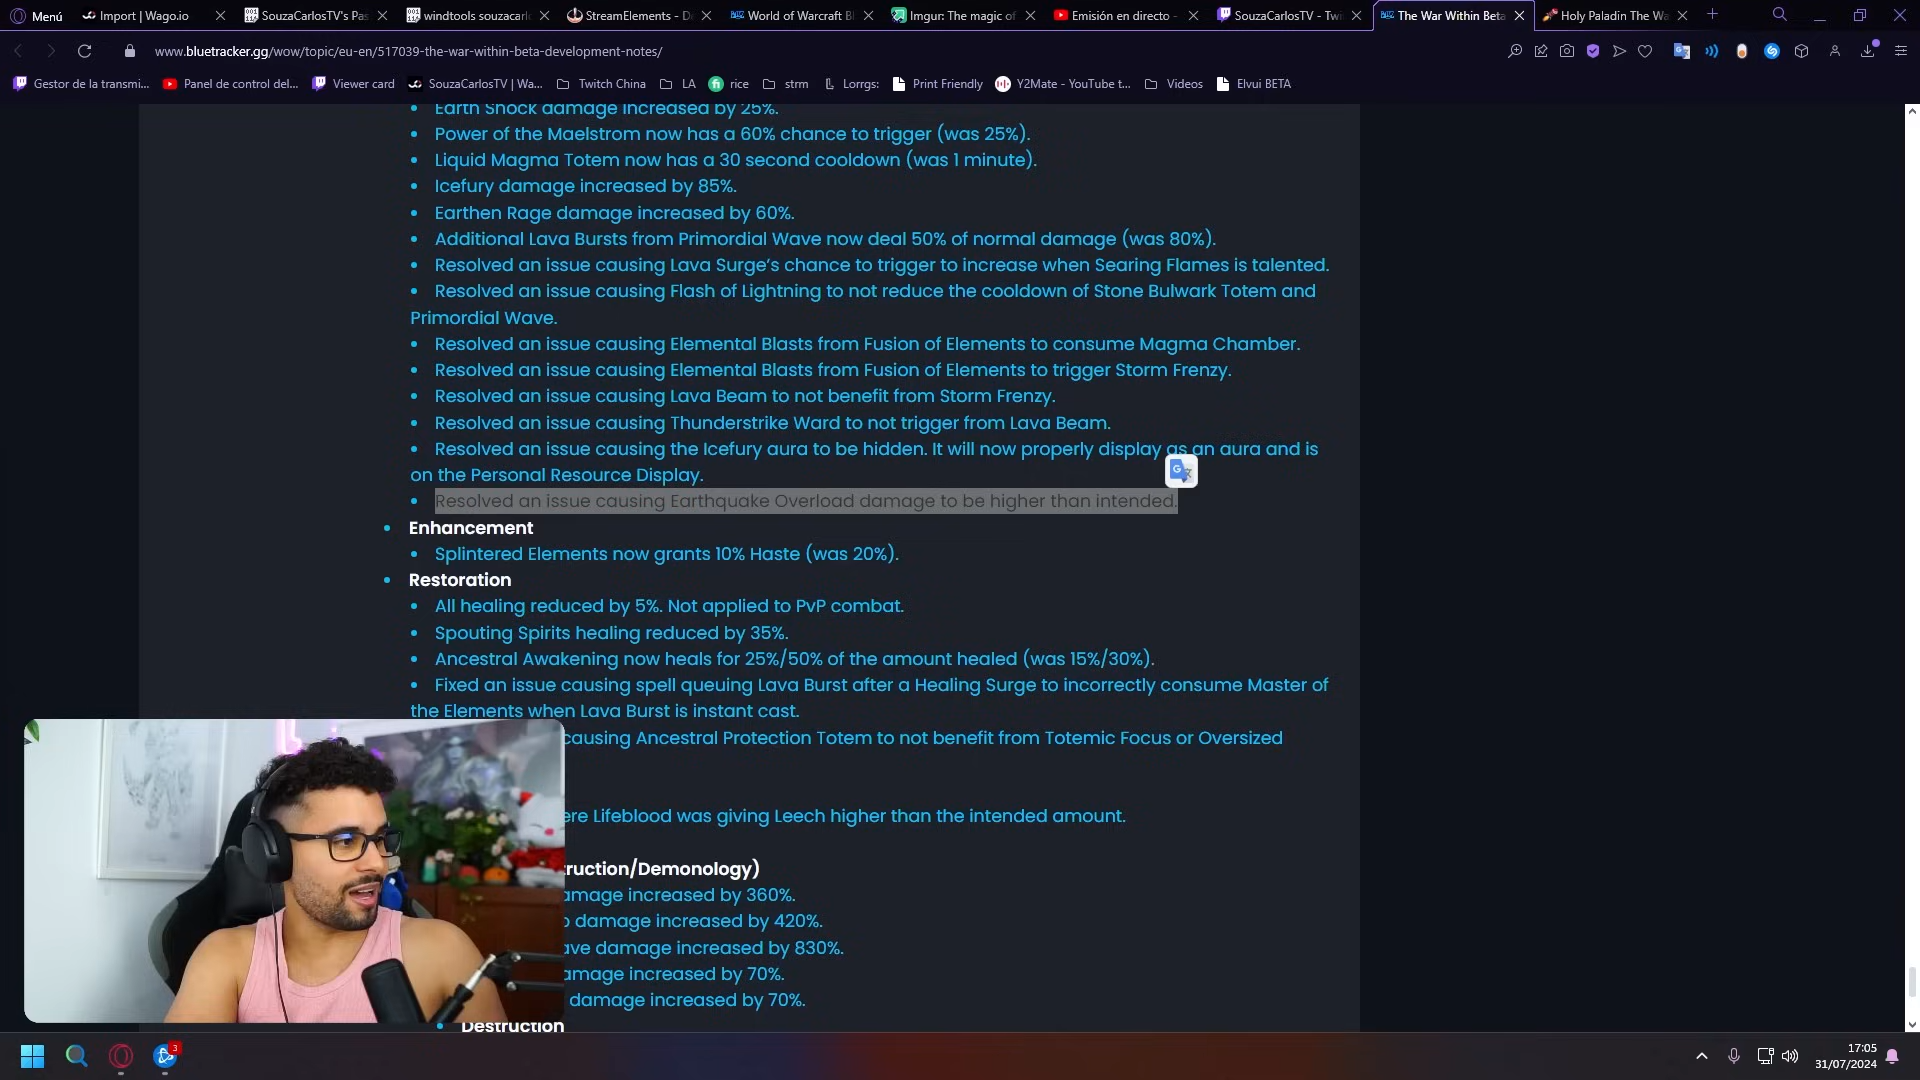 Menú
Import | Wago.io
SouzaCarlosTV's Pas
windtools souzacarl
StreamElements - D
World of Warcraft Bl
Imgur: The magic of
Emisión en directo -
SouzaCarlosTV - Twi
The War Within Beta
Holy Paladin The Wa
www.bluetracker.gg/wow/topic/eu-en/517039-the-war-within-beta-development-notes/
Gestor de la transmi...
Panel de control del...
Viewer card
SouzaCarlosTV | Wa...
Twitch China
LA
rice
strm
Lorrgs:
Print Friendly
Y2Mate - YouTube t...
Videos
Elvui BETA
Earth Shock damage increased by 25%.
Power of the Maelstrom now has a 60% chance to trigger (was 25%).
Liquid Magma Totem now has a 30 second cooldown (was 1 minute).
Icefury damage increased by 85%.
Earthen Rage damage increased by 60%.
Additional Lava Bursts from Primordial Wave now deal 50% of normal damage (was 80%).
Resolved an issue causing Lava Surge's chance to trigger to increase when Searing Flames is talented.
Resolved an issue causing Flash of Lightning to not reduce the cooldown of Stone Bulwark Totem and
Primordial Wave.
Resolved an issue causing Elemental Blasts from Fusion of Elements to consume Magma Chamber.
Resolved an issue causing Elemental Blasts from Fusion of Elements to trigger Storm Frenzy.
Resolved an issue causing Lava Beam to not benefit from Storm Frenzy.
Resolved an issue causing Thunderstrike Ward to not trigger from Lava Beam.
Resolved an issue causing the Icefury aura to be hidden. It will now properly display as an aura and is
on the Personal Resource Display.
Resolved an issue causing Earthquake Overload damage to be higher than intended.
Enhancement
Splintered Elements now grants 10% Haste (was 20%).
Restoration
All healing reduced by 5%. Not applied to PvP combat.
Spouting Spirits healing reduced by 35%.
Ancestral Awakening now heals for 25%/50% of the amount healed (was 15%/30%).
Fixed an issue causing spell queuing Lava Burst after a Healing Surge to incorrectly consume Master of
the Elements when Lava Burst is instant cast.
causing Ancestral Protection Totem to not benefit from Totemic Focus or Oversized
ere Lifeblood was giving Leech higher than the intended amount.
truction/Demonology)
amage increased by 360%.
damage increased by 420%.
ave damage increased by 830%.
amage increased by 70%.
damage increased by 70%.
Destruction
3
17:05
31/07/2024